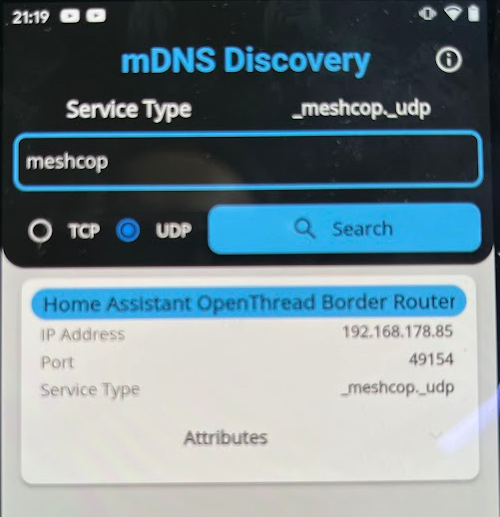 21:19
mDNS Discovery
Service Type _meshcop._udp
meshcop
TCP UDP Search
Home Assistant OpenThread Border Router
IP Address 192.168.178.85
Port 49154
Service Type _meshcop._udp
Attributes